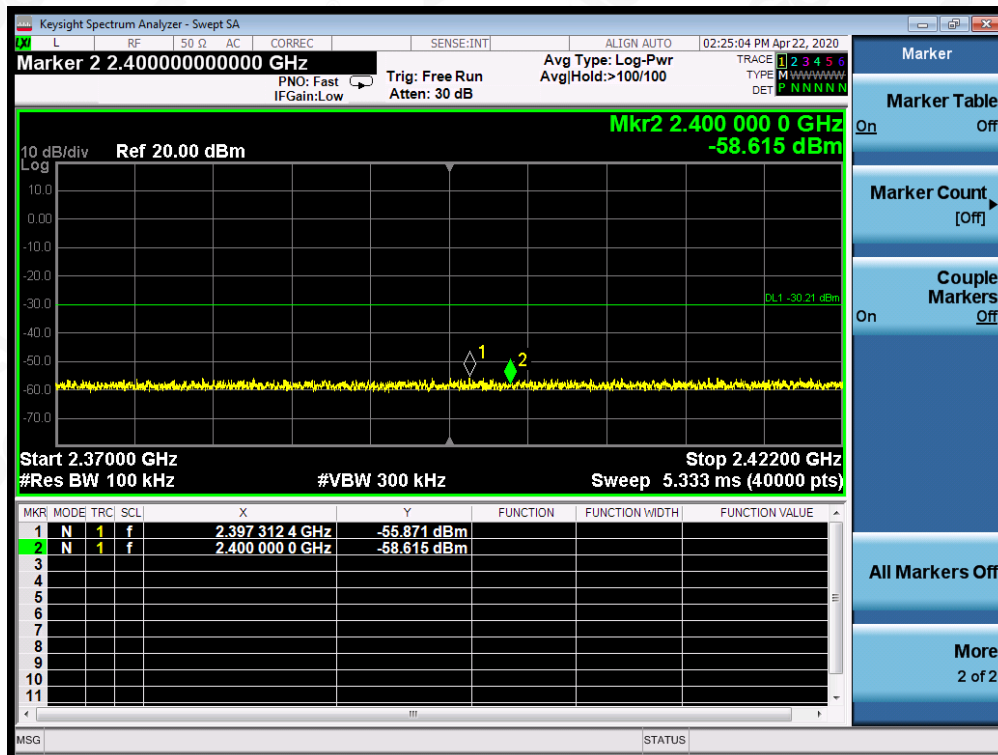 Keysight Spectrum Analyzer - Swept SA
LXI L RF 50 Ω AC CORREC SENSE:INT ALIGN AUTO 02:25:04 PM Apr 22, 2020
Marker 2 2.400000000000 GHz
PNO: Fast
IFGain:Low
Trig: Free Run
Atten: 30 dB
Avg Type: Log-Pwr
Avg|Hold:>100/100
TRACE 1 2 3 4 5 6
TYPE M WWWWW
DET P N N N N N
Mkr2 2.400 000 0 GHz
-58.615 dBm
10 dB/div Ref 20.00 dBm
Log
10.0
0.00
-10.0
-20.0
-30.0
DL1 -30.21 dBm
-40.0
-50.0
-60.0
-70.0
1
2
Start 2.37000 GHz Stop 2.42200 GHz
#Res BW 100 kHz #VBW 300 kHz Sweep 5.333 ms (40000 pts)
MKR MODE TRC SCL X Y FUNCTION FUNCTION WIDTH FUNCTION VALUE
1 N 1 f 2.397 312 4 GHz -55.871 dBm
2 N 1 f 2.400 000 0 GHz -58.615 dBm
3
4
5
6
7
8
9
10
11
MSG STATUS
Marker
Marker Table
On Off
Marker Count
[Off]
Couple
Markers
On Off
All Markers Off
More
2 of 2